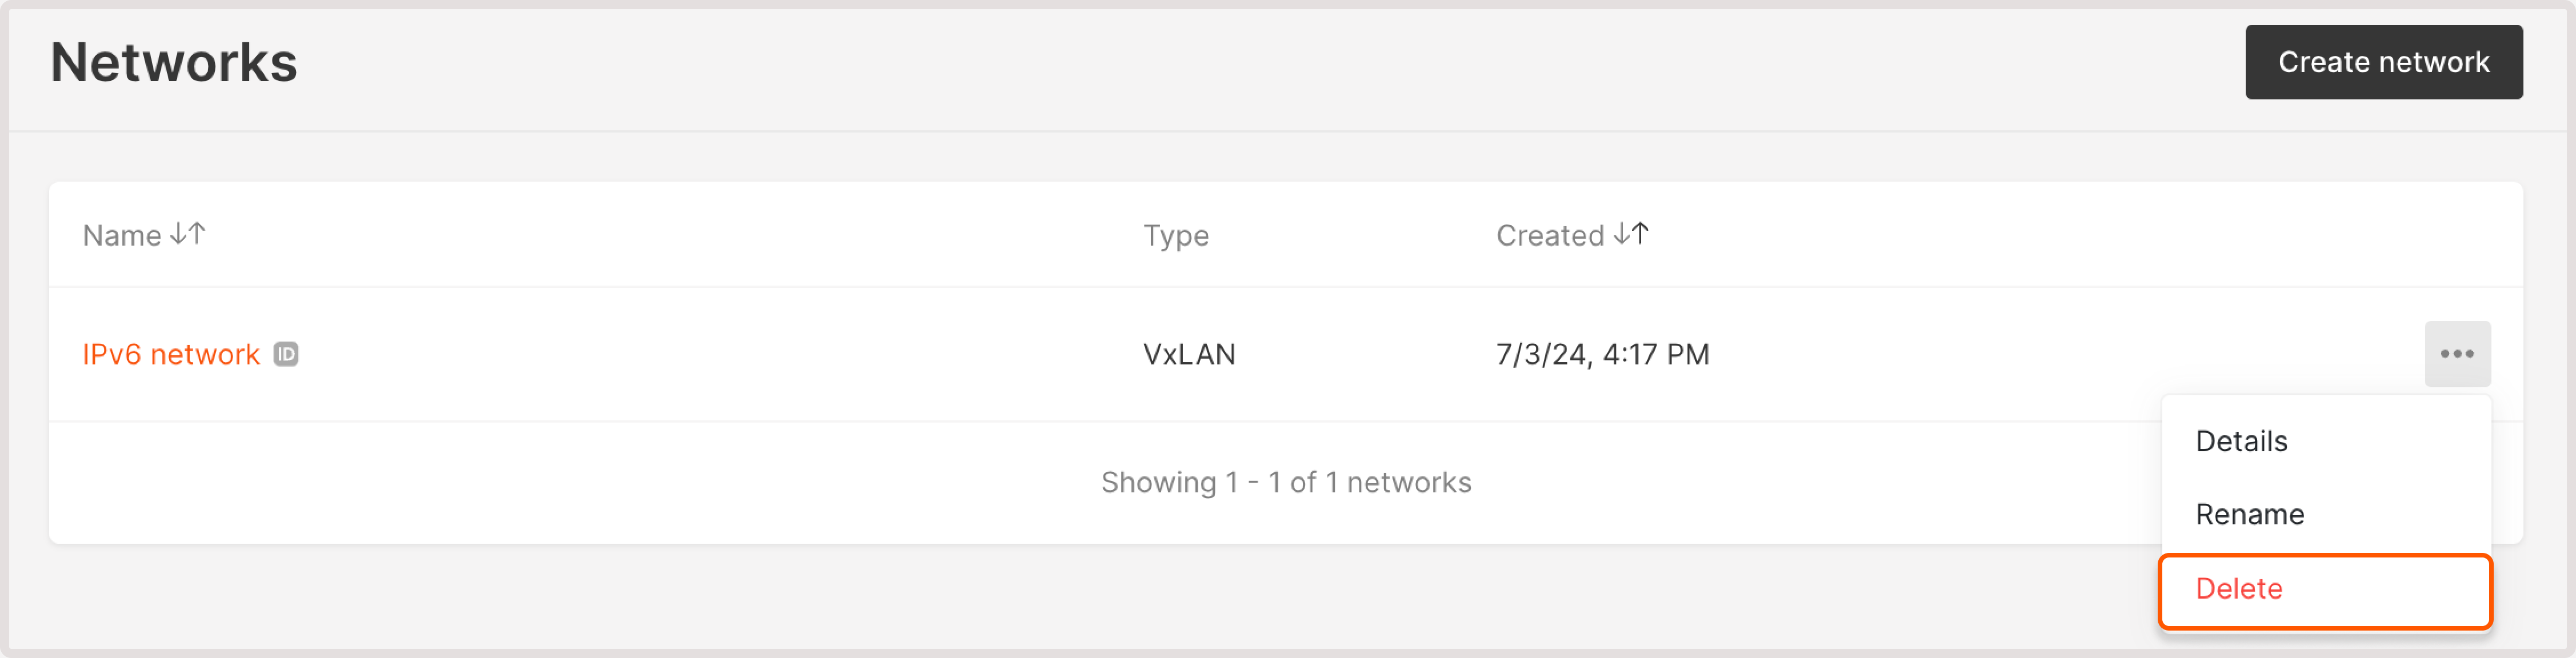 Networks
Create network
Name Type Created
IPv6 network ID VxLAN 7/3/24, 4:17 PM
Details
Showing 1 - 1 of 1 networks
Rename
Delete